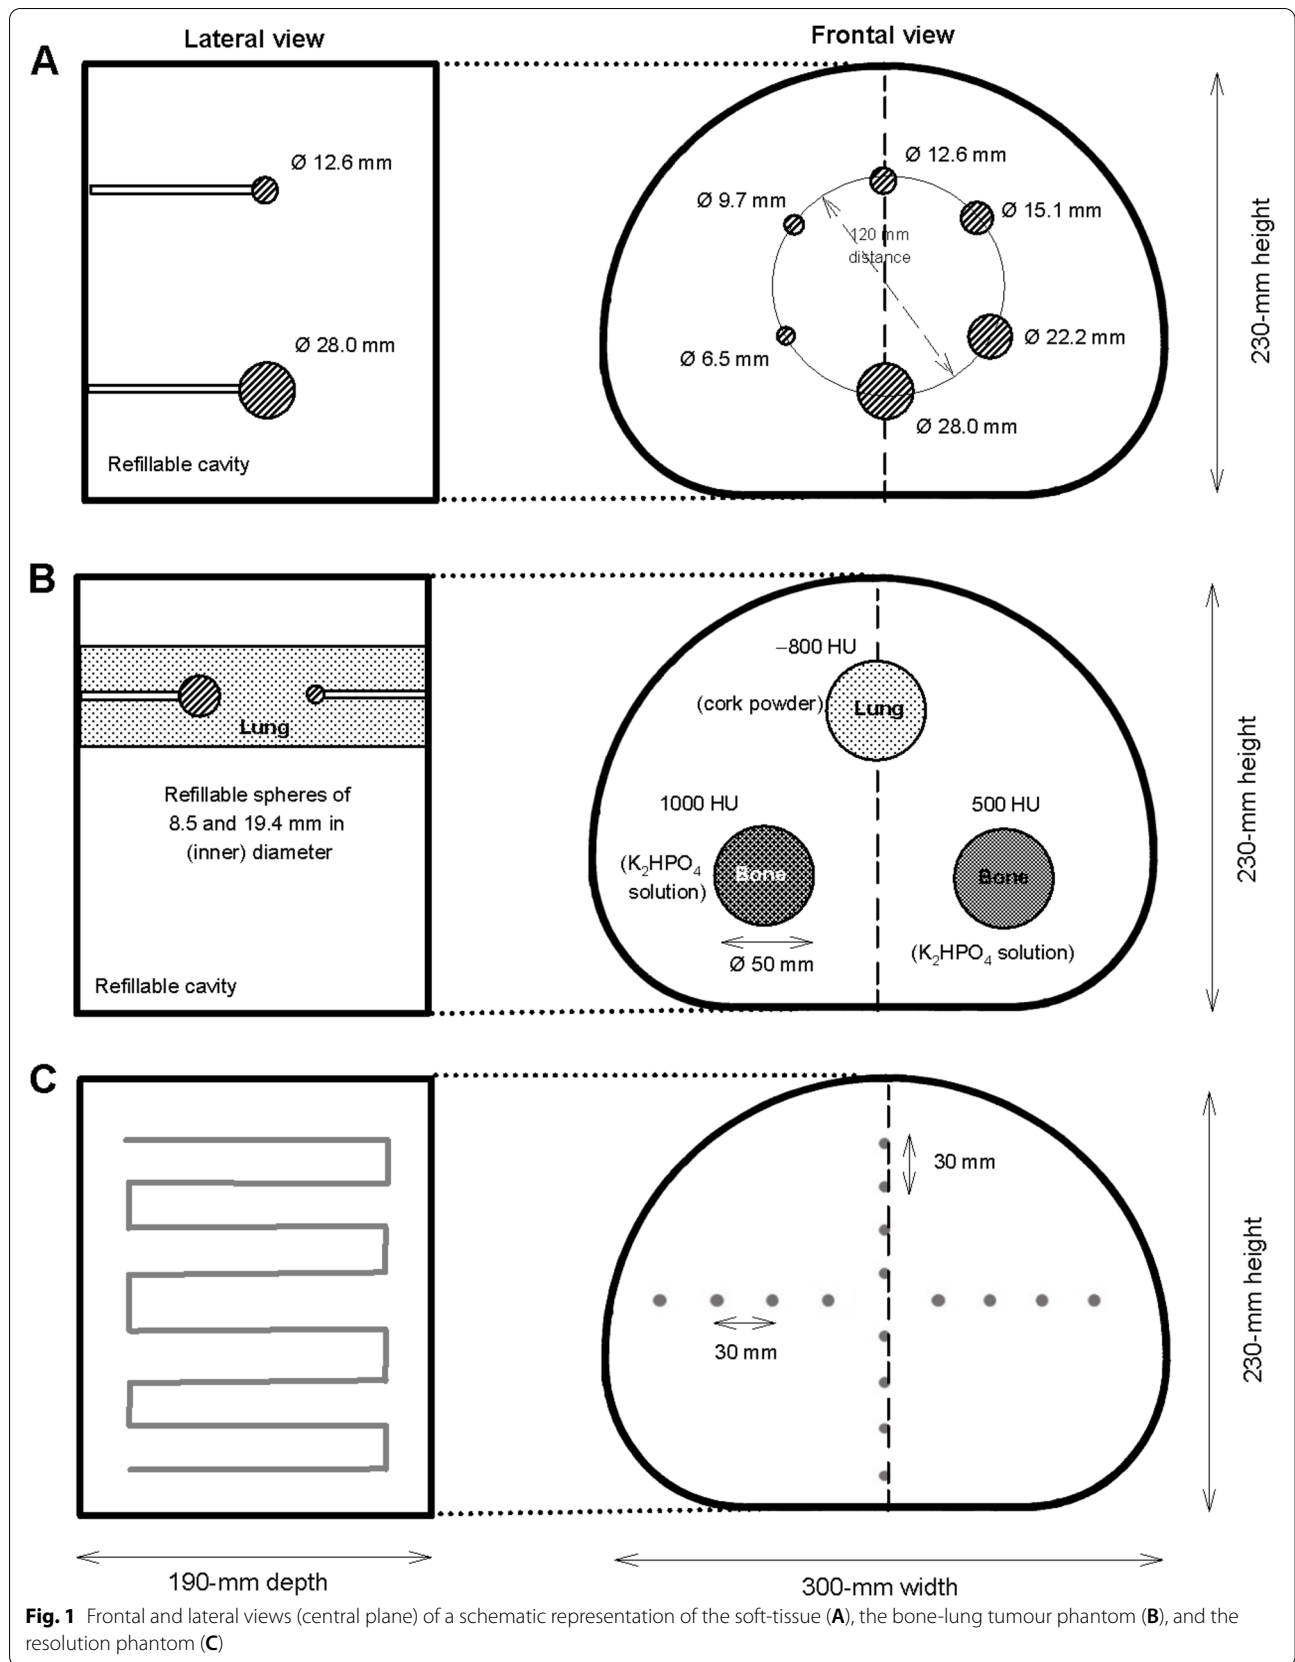 Lateral view
Frontal view
A
Ø 12.6 mm
Ø 28.0 mm
Refillable cavity
Ø 12.6 mm
Ø 9.7 mm
Ø 15.1 mm
120 mm
distance
Ø 6.5 mm
Ø 22.2 mm
Ø 28.0 mm
230-mm height
B
Lung
Refillable spheres of
8.5 and 19.4 mm in
(inner) diameter
Refillable cavity
−800 HU
(cork powder)
Lung
1000 HU
500 HU
(K₂HPO₄
solution)
Bone
Bone
Ø 50 mm
(K₂HPO₄ solution)
230-mm height
C
30 mm
30 mm
230-mm height
190-mm depth
300-mm width
Fig. 1 Frontal and lateral views (central plane) of a schematic representation of the soft-tissue (A), the bone-lung tumour phantom (B), and the
resolution phantom (C)